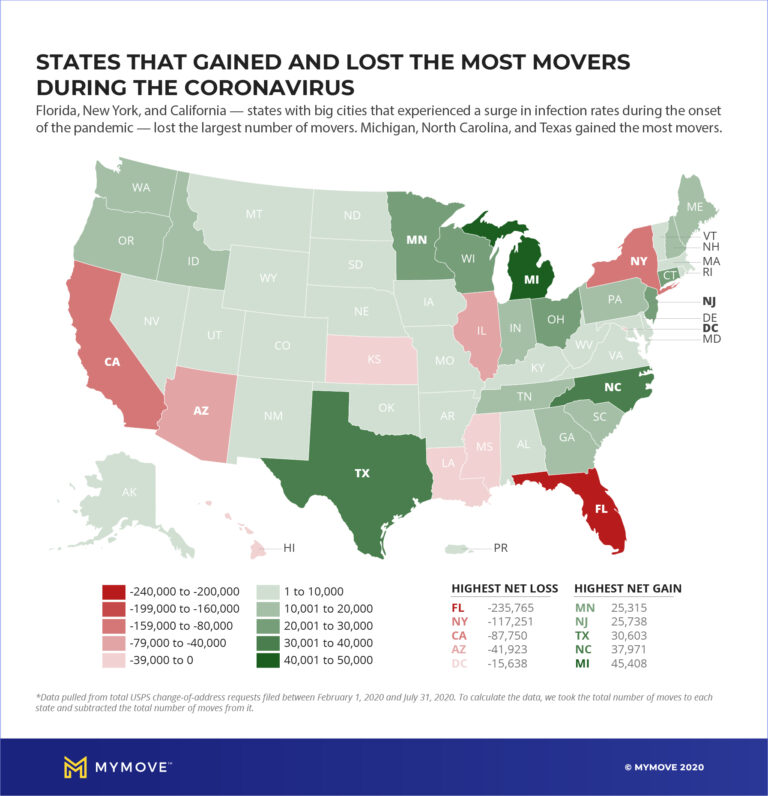 STATES THAT GAINED AND LOST THE MOST MOVERS
DURING THE CORONAVIRUS
Florida, New York, and California — states with big cities that experienced a surge in infection rates during the onset
of the pandemic — lost the largest number of movers. Michigan, North Carolina, and Texas gained the most movers.
WA
MT
ND
MN
ME
OR
ID
SD
WI
MI
NY
VT
NH
MA
RI
CT
WY
NE
IA
PA
NJ
NV
UT
CO
IL
IN
OH
DE
DC
MD
CA
KS
MO
KY
WV
VA
AZ
NM
OK
AR
TN
NC
SC
TX
LA
MS
AL
GA
FL
AK
HI
PR
-240,000 to -200,000
-199,000 to -160,000
-159,000 to -80,000
-79,000 to -40,000
-39,000 to 0
1 to 10,000
10,001 to 20,000
20,001 to 30,000
30,001 to 40,000
40,001 to 50,000
HIGHEST NET LOSS
FL -235,765
NY -117,251
CA -87,750
AZ -41,923
DC -15,638
HIGHEST NET GAIN
MN 25,315
NJ 25,738
TX 30,603
NC 37,971
MI 45,408
*Data pulled from total USPS change-of-address requests filed between February 1, 2020 and July 31, 2020. To calculate the data, we took the total number of moves to each
state and subtracted the total number of moves from it.
MYMOVE™
© MYMOVE 2020